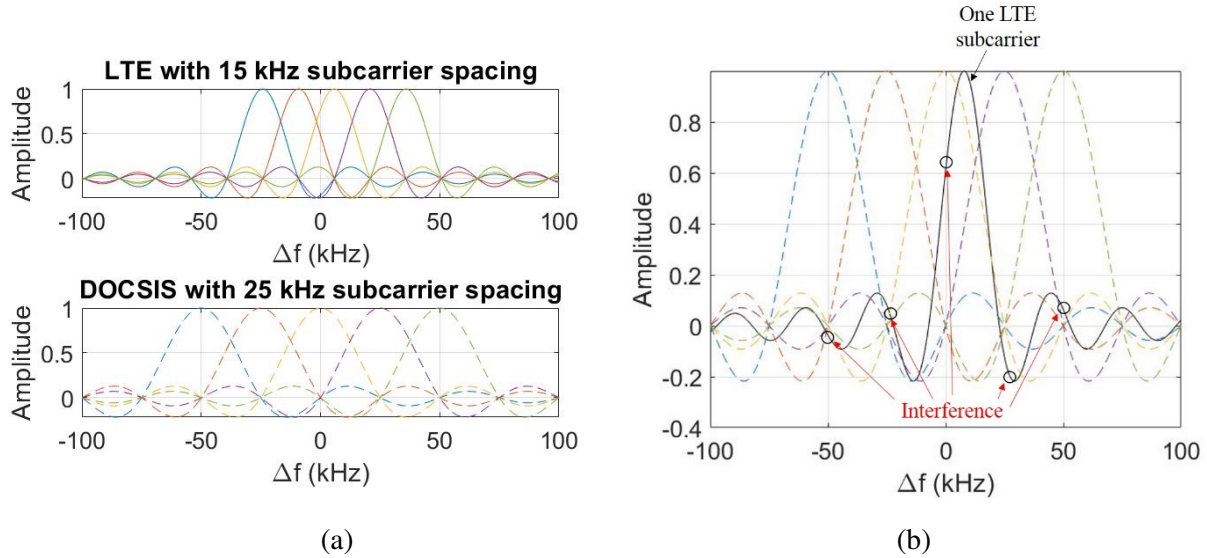 LTE with 15 kHz subcarrier spacing
Amplitude
1
0.5
0
-100
-50
0
50
100
Δf (kHz)
DOCSIS with 25 kHz subcarrier spacing
Amplitude
1
0.5
0
-100
-50
0
50
100
Δf (kHz)
(a)
One LTE
subcarrier
Amplitude
0.8
0.6
0.4
0.2
0
-0.2
-0.4
Interference
-100
-50
0
50
100
Δf (kHz)
(b)